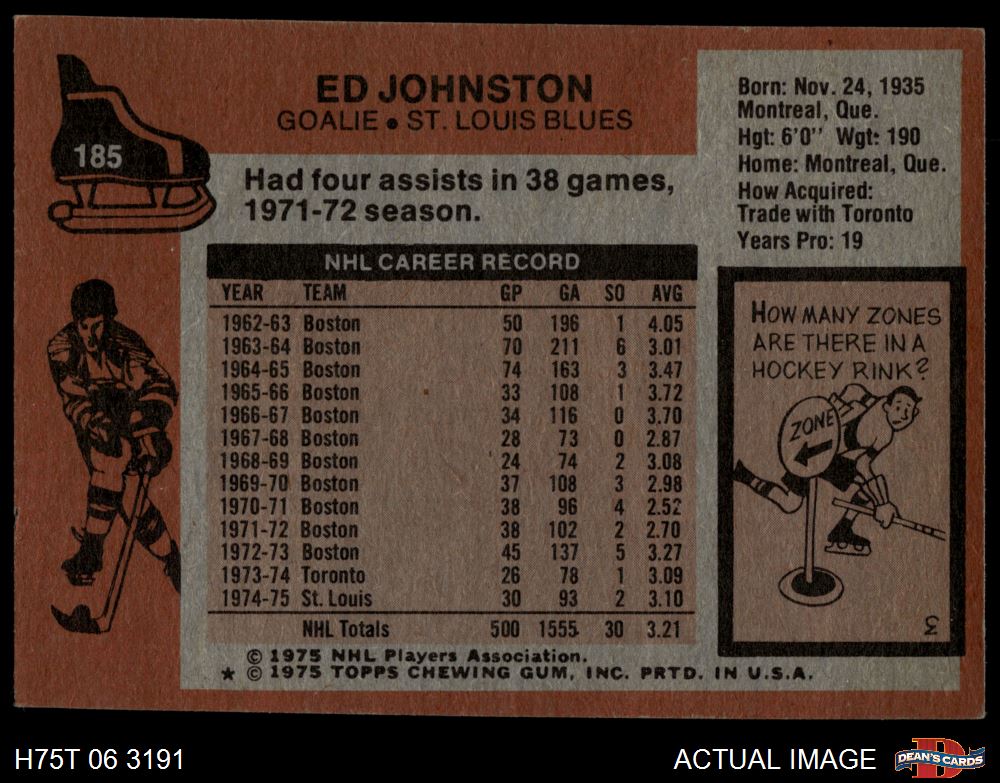 185
ED JOHNSTON
GOALIE • ST. LOUIS BLUES
Had four assists in 38 games,
1971-72 season.
Born: Nov. 24, 1935
Montreal, Que.
Hgt: 6'0" Wgt: 190
Home: Montreal, Que.
How Acquired:
Trade with Toronto
Years Pro: 19
NHL CAREER RECORD
YEAR TEAM GP GA SO AVG
1962-63 Boston 50 196 1 4.05
1963-64 Boston 70 211 6 3.01
1964-65 Boston 74 163 3 3.47
1965-66 Boston 33 108 1 3.72
1966-67 Boston 34 116 0 3.70
1967-68 Boston 28 73 0 2.87
1968-69 Boston 24 74 2 3.08
1969-70 Boston 37 108 3 2.98
1970-71 Boston 38 96 4 2.52
1971-72 Boston 38 102 2 2.70
1972-73 Boston 45 137 5 3.27
1973-74 Toronto 26 78 1 3.09
1974-75 St. Louis 30 93 2 3.10
NHL Totals 500 1555 30 3.21
© 1975 NHL Players Association.
★ © 1975 TOPPS CHEWING GUM, INC. PRTD. IN U.S.A.
HOW MANY ZONES
ARE THERE IN A
HOCKEY RINK?
ZONE
3
H75T 06 3191
ACTUAL IMAGE
D
DEAN'S CARDS